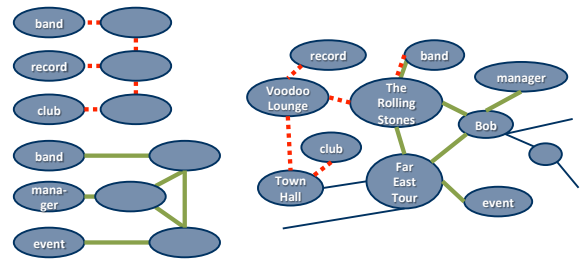 band
record
club
band
mana-
ger
event
record
band
manager
Voodoo
Lounge
The
Rolling
Stones
Bob
club
Town
Hall
Far
East
Tour
event